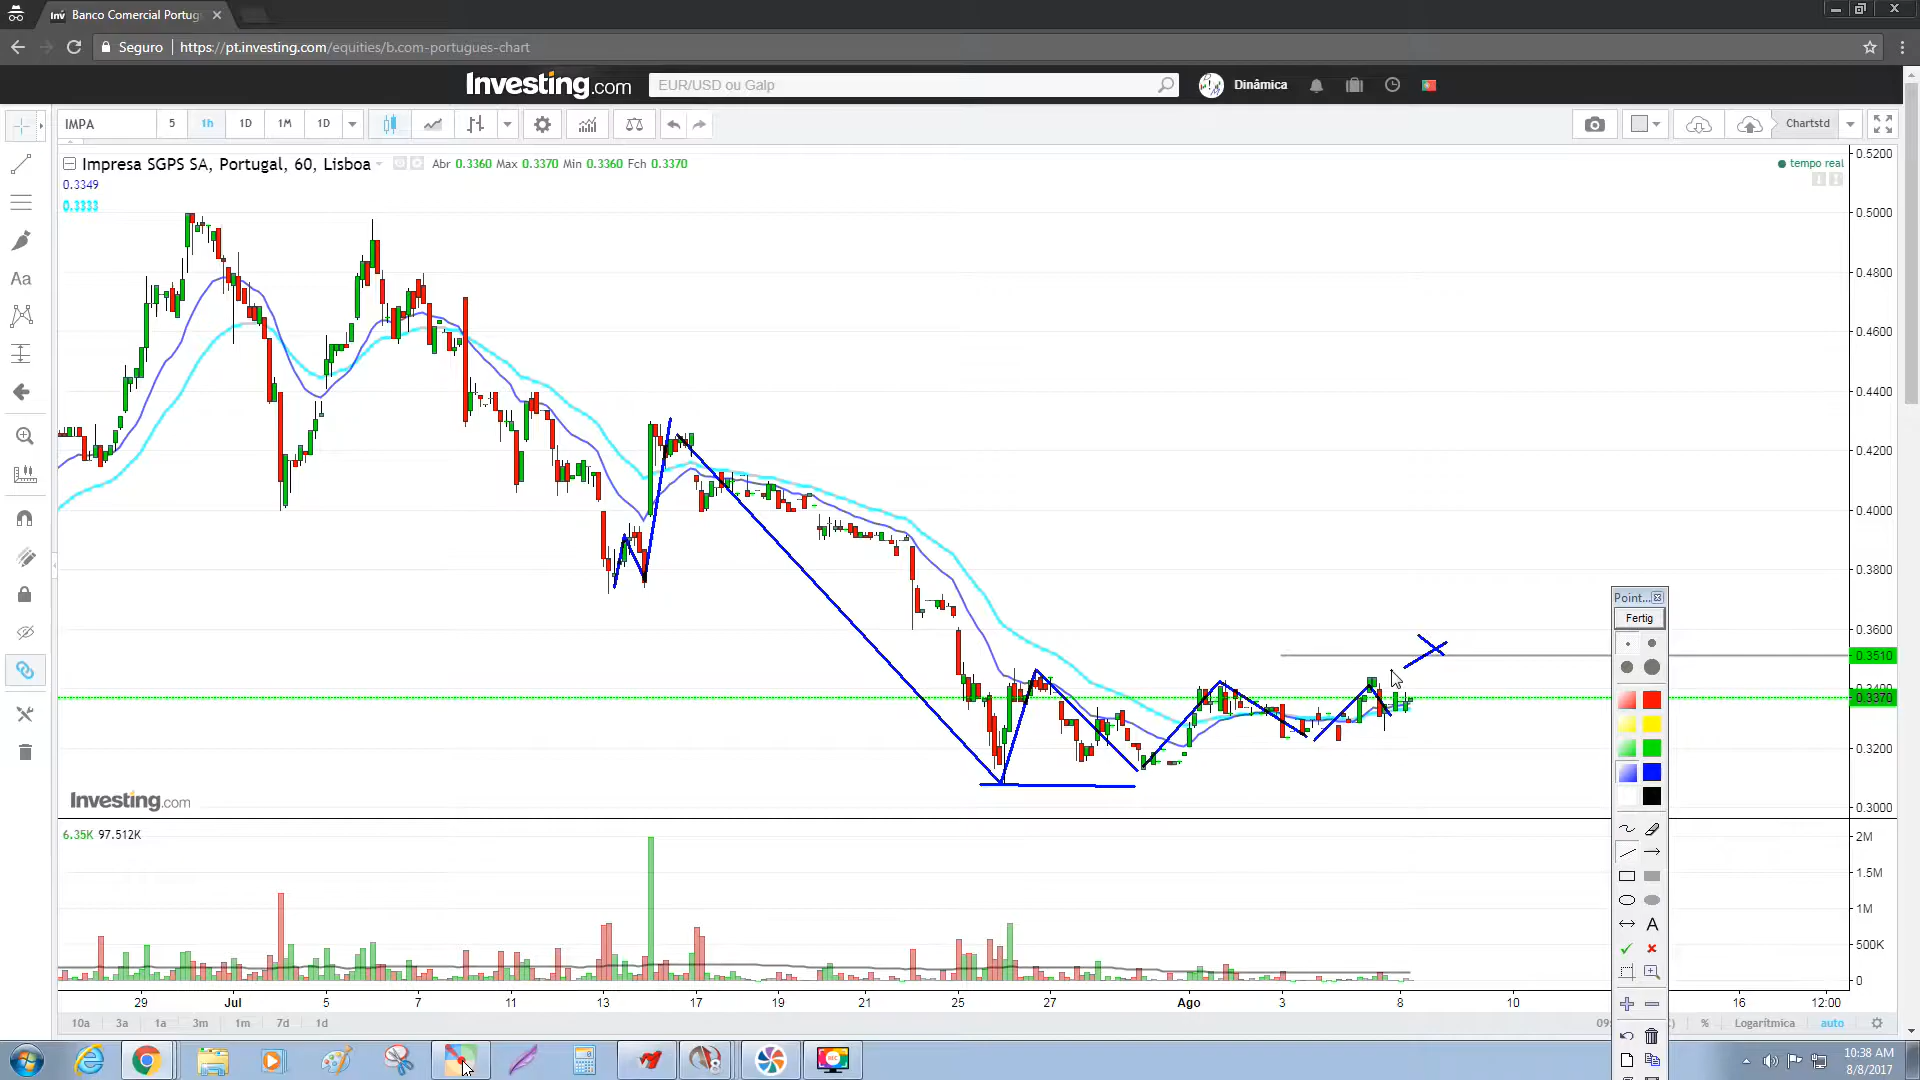 Banco Comercial Portug
Seguro
https://pt.investing.com/equities/b.com-portugues-chart
Investing.com
EUR/USD ou Galp
Dinâmica
IMPA
5
1h
1D
1M
1D
Chartstd
Impresa SGPS SA, Portugal, 60, Lisboa
Abr 0.3360 Max 0.3370 Min 0.3360 Fch 0.3370
tempo real
0.3349
0.3333
Aa
0.5200
0.5000
0.4800
0.4600
0.4400
0.4200
0.4000
0.3800
0.3600
0.3510
0.3400
0.3370
0.3200
0.3000
Point...
Fertig
A
Investing.com
6.35K 97.512K
2M
1.5M
1M
500K
0
29 Jul 5 7 11 13 17 19 21 25 27 Ago 3 8 10 16 12:00
10a 3a 1a 3m 1m 7d 1d
% Logarítmica auto
10:38 AM
8/8/2017